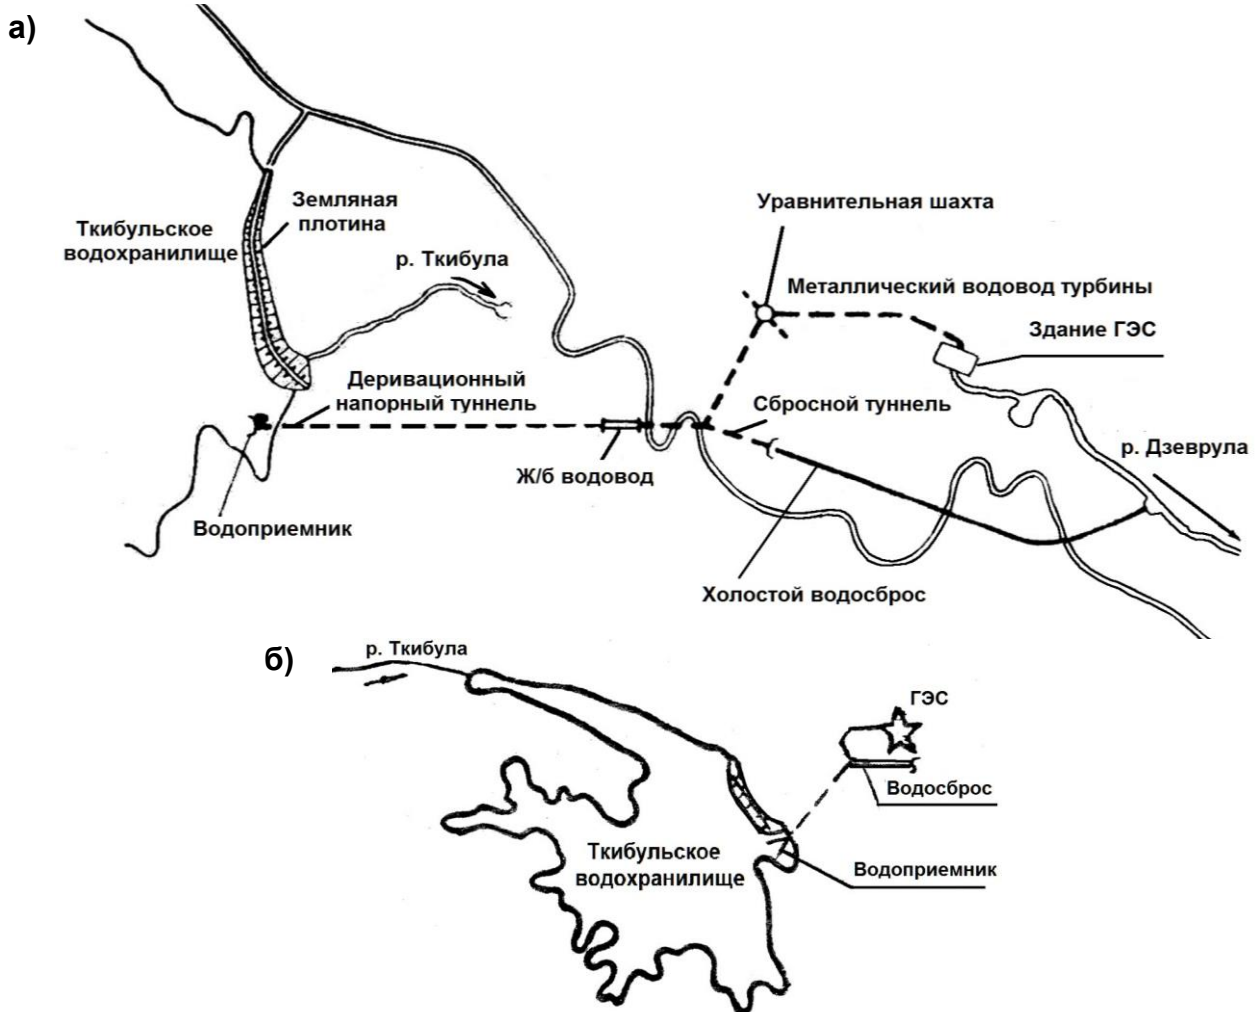 а)
Земляная
плотина
Ткибульское
водохранилище
р. Ткибула
Уравнительная шахта
Металлический водовод турбины
Здание ГЭС
Деривационный
напорный туннель
Сбросной туннель
р. Дзеврула
Ж/б водовод
Водоприемник
Холостой водосброс
б)
р. Ткибула
ГЭС
Водосброс
Ткибульское
водохранилище
Водоприемник